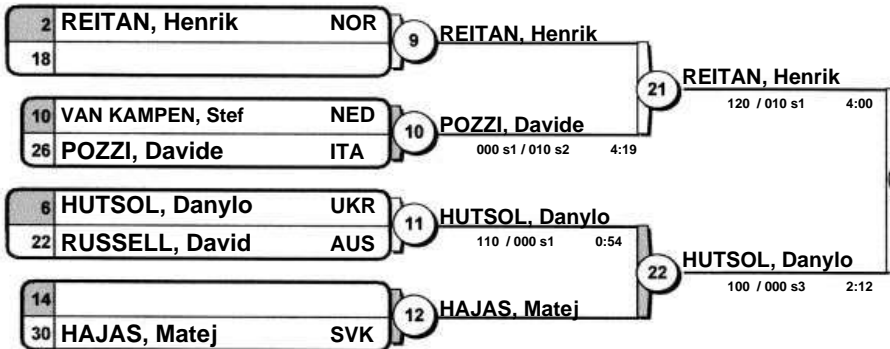 2 REITAN, Henrik NOR
18
9
REITAN, Henrik
10 VAN KAMPEN, Stef NED
26 POZZI, Davide ITA
10
POZZI, Davide
000 s1 / 010 s2 4:19
21
REITAN, Henrik
120 / 010 s1 4:00
6 HUTSOL, Danylo UKR
22 RUSSELL, David AUS
11
HUTSOL, Danylo
110 / 000 s1 0:54
14
30 HAJAS, Matej SVK
12
HAJAS, Matej
22
HUTSOL, Danylo
100 / 000 s3 2:12